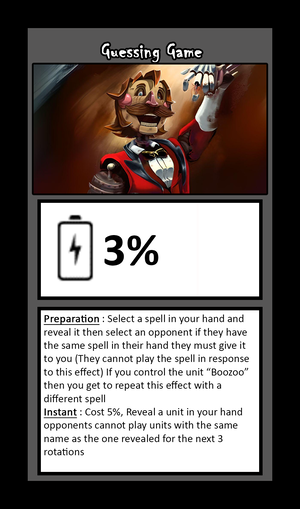 Guessing Game
3%
Preparation : Select a spell in your hand and
reveal it then select an opponent if they have
the same spell in their hand they must give it
to you (They cannot play the spell in response
to this effect) If you control the unit “Boozoo”
then you get to repeat this effect with a
different spell
Instant : Cost 5%, Reveal a unit in your hand
opponents cannot play units with the same
name as the one revealed for the next 3
rotations